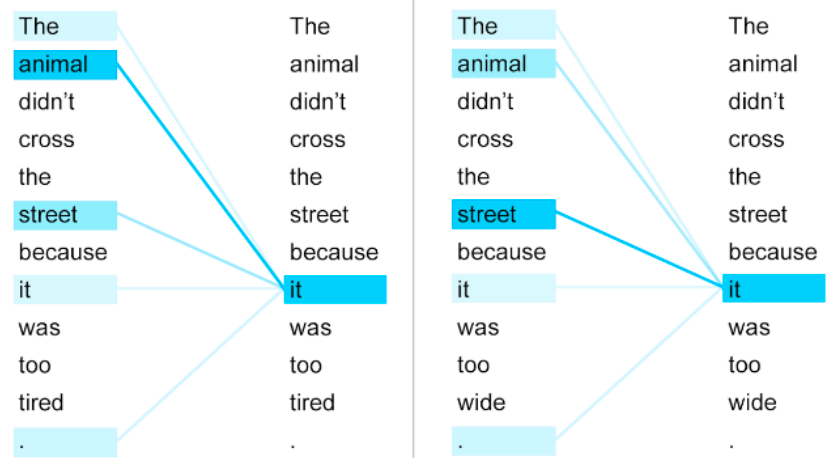 The The The The
animal animal animal animal
didn’t didn’t didn’t didn’t
cross cross cross cross
the the the the
street street street street
because because because because
it it it it
was was was was
too too too too
tired tired wide wide
. . . .